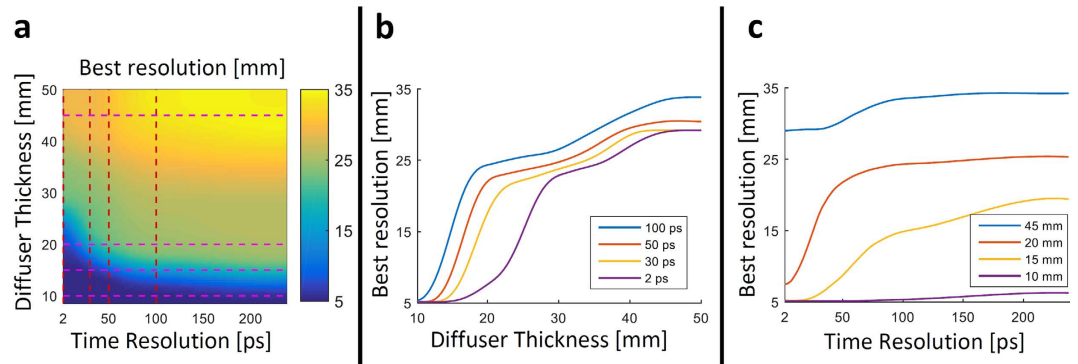 a
Best resolution [mm]
Diffuser Thickness [mm]
50
40
30
20
10
2 50 100 150 200
Time Resolution [ps]
35
25
15
5
b
Best resolution [mm]
35
25
15
5
10 20 30 40 50
Diffuser Thickness [mm]
100 ps
50 ps
30 ps
2 ps
c
Best resolution [mm]
35
25
15
5
2 50 100 150 200
Time Resolution [ps]
45 mm
20 mm
15 mm
10 mm